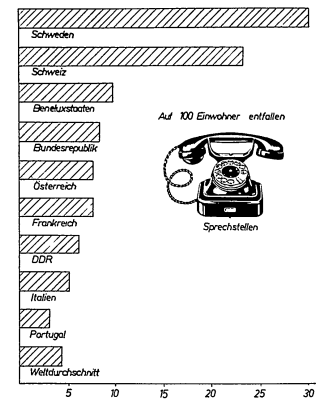 Schweden
Schweiz
Beneluxstaaten
Auf 100 Einwohner entfallen
Bundesrepublik
Österreich
Frankreich
Sprechstellen
DDR
Italien
Portugal
Weltdurchschnitt
5 10 15 20 25 30